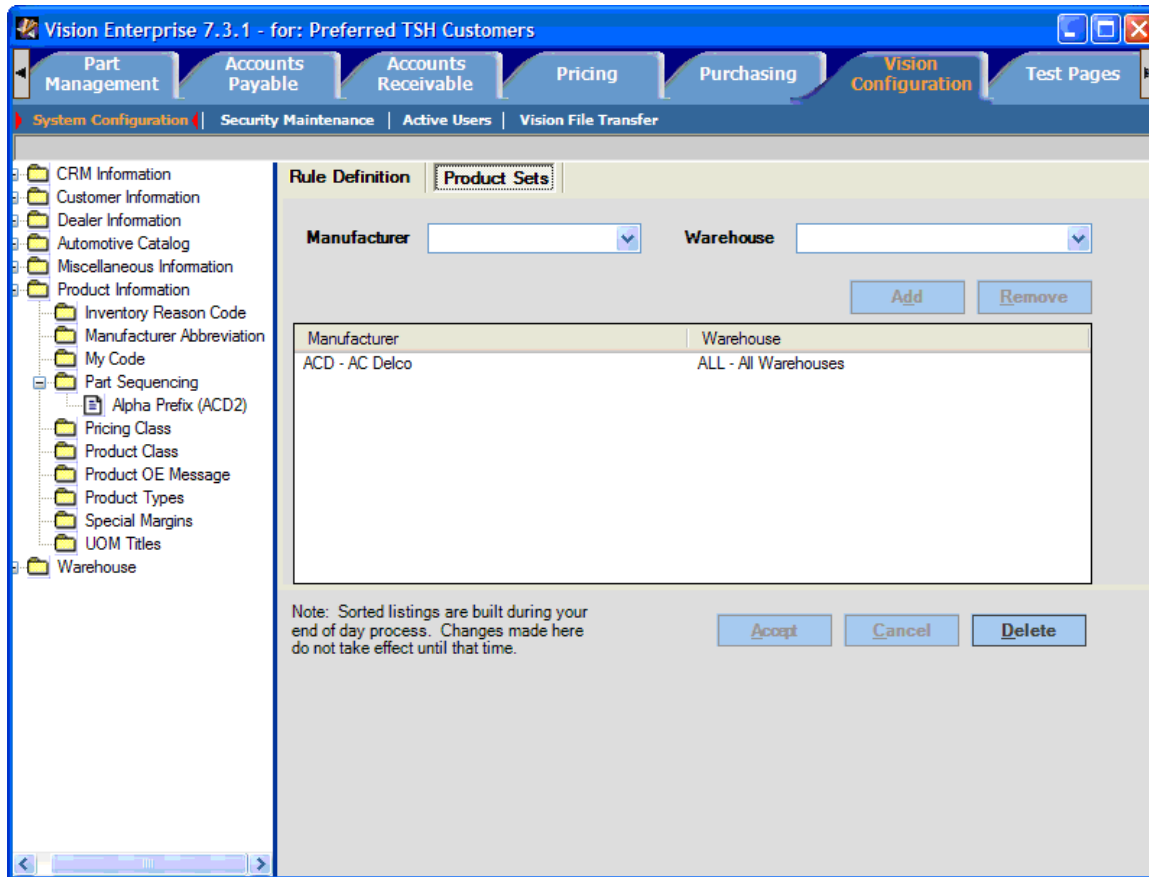 Vision Enterprise 7.3.1 - for: Preferred TSH Customers
Part Management
Accounts Payable
Accounts Receivable
Pricing
Purchasing
Vision Configuration
Test Pages
System Configuration | Security Maintenance | Active Users | Vision File Transfer
CRM Information
Customer Information
Dealer Information
Automotive Catalog
Miscellaneous Information
Product Information
Inventory Reason Code
Manufacturer Abbreviation
My Code
Part Sequencing
Alpha Prefix (ACD2)
Pricing Class
Product Class
Product OE Message
Product Types
Special Margins
UOM Titles
Warehouse
Rule Definition Product Sets
Manufacturer Warehouse
Add Remove
Manufacturer Warehouse
ACD - AC Delco ALL - All Warehouses
Note: Sorted listings are built during your
end of day process. Changes made here
do not take effect until that time.
Accept Cancel Delete